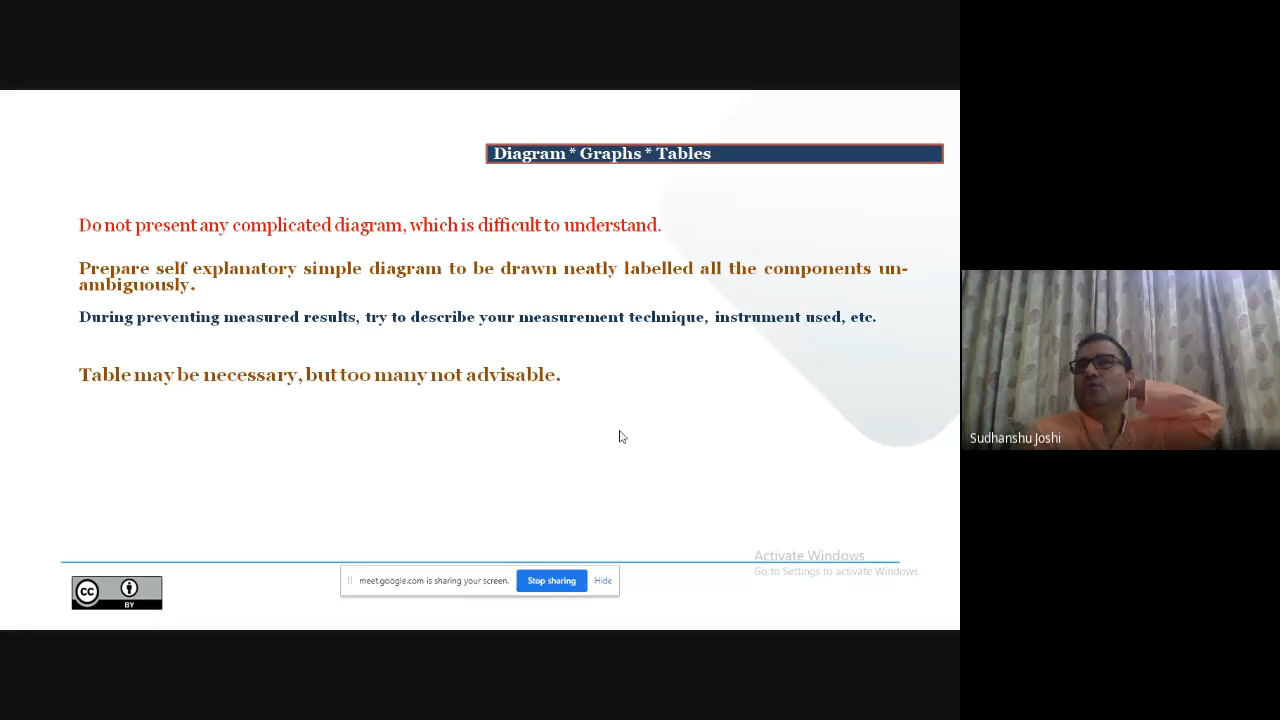 Diagram * Graphs * Tables
Do not present any complicated diagram, which is difficult to understand.
Prepare self explanatory simple diagram to be drawn neatly labelled all the components un-
ambiguously.
During preventing measured results, try to describe your measurement technique, instrument used, etc.
Table may be necessary, but too many not advisable.
Sudhanshu Joshi
Activate Windows
Go to Settings to activate Windows.
meet.google.com is sharing your screen. Stop sharing Hide
cc
BY